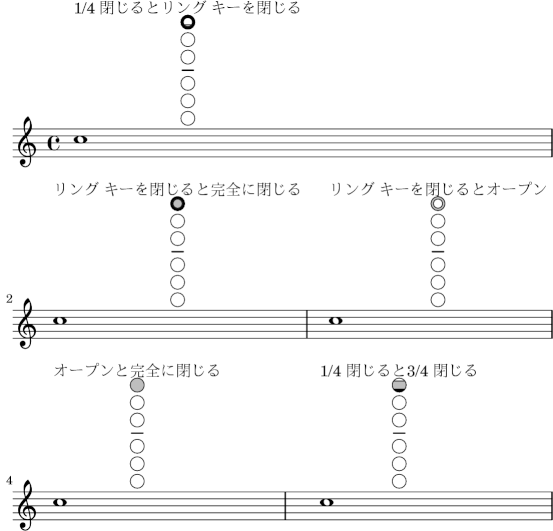 1/4 閉じるとリング キーを閉じる
リング キーを閉じると完全に閉じる
リング キーを閉じるとオープン
2
オープンと完全に閉じる
1/4 閉じると3/4 閉じる
4